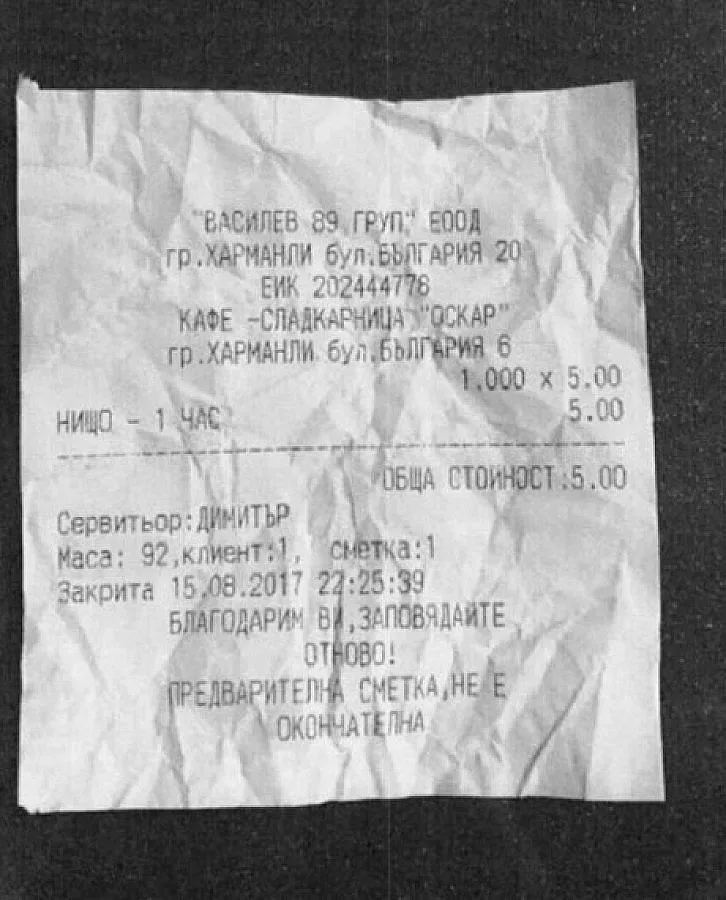 "ВАСИЛЕВ 89 ГРУП" ЕООД
гр.ХАРМАНЛИ бул.БЪЛГАРИЯ 20
ЕИК 202444778
КАФЕ -СЛАДКАРНИЦА "ОСКАР"
гр.ХАРМАНЛИ бул.БЪЛГАРИЯ 6
1.000 x 5.00
НИЩО - 1 ЧАС 5.00
ОБЩА СТОЙНОСТ:5.00
Сервитьор:ДИМИТЪР
Маса: 92,клиент:1, сметка:1
Закрита 15.08.2017 22:25:39
БЛАГОДАРИМ ВИ,ЗАПОВЯДАЙТЕ
ОТНОВО!
ПРЕДВАРИТЕЛНА СМЕТКА,НЕ Е
ОКОНЧАТЕЛНА